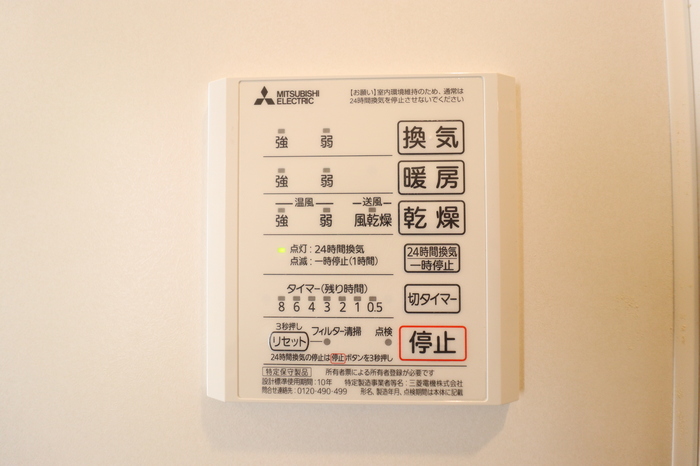 MITSUBISHI
ELECTRIC
【お願い】室内環境維持のため、通常は
24時間換気を停止させないでください
強 弱 換気
強 弱 暖房
温風 送風
強 弱 風乾燥 乾燥
点灯:24時間換気
点滅:一時停止(1時間)
24時間換気
一時停止
タイマー(残り時間)
8 6 4 3 2 1 0.5
切タイマー
3秒押し
リセット フィルター清掃 点検
停止
24時間換気の停止は停止ボタンを3秒押し
特定保守製品 所有者票による所有者登録が必要です
設計標準使用期間:10年 特定製造事業者等名:三菱電機株式会社
問合せ連絡先:0120-490-499 形名、製造年月、点検期間は本体に記載